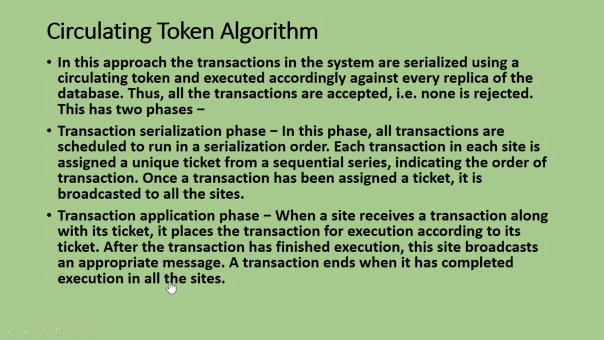 Circulating Token Algorithm
• In this approach the transactions in the system are serialized using a
circulating token and executed accordingly against every replica of the
database. Thus, all the transactions are accepted, i.e. none is rejected.
This has two phases −
• Transaction serialization phase − In this phase, all transactions are
scheduled to run in a serialization order. Each transaction in each site is
assigned a unique ticket from a sequential series, indicating the order of
transaction. Once a transaction has been assigned a ticket, it is
broadcasted to all the sites.
• Transaction application phase − When a site receives a transaction along
with its ticket, it places the transaction for execution according to its
ticket. After the transaction has finished execution, this site broadcasts
an appropriate message. A transaction ends when it has completed
execution in all the sites.